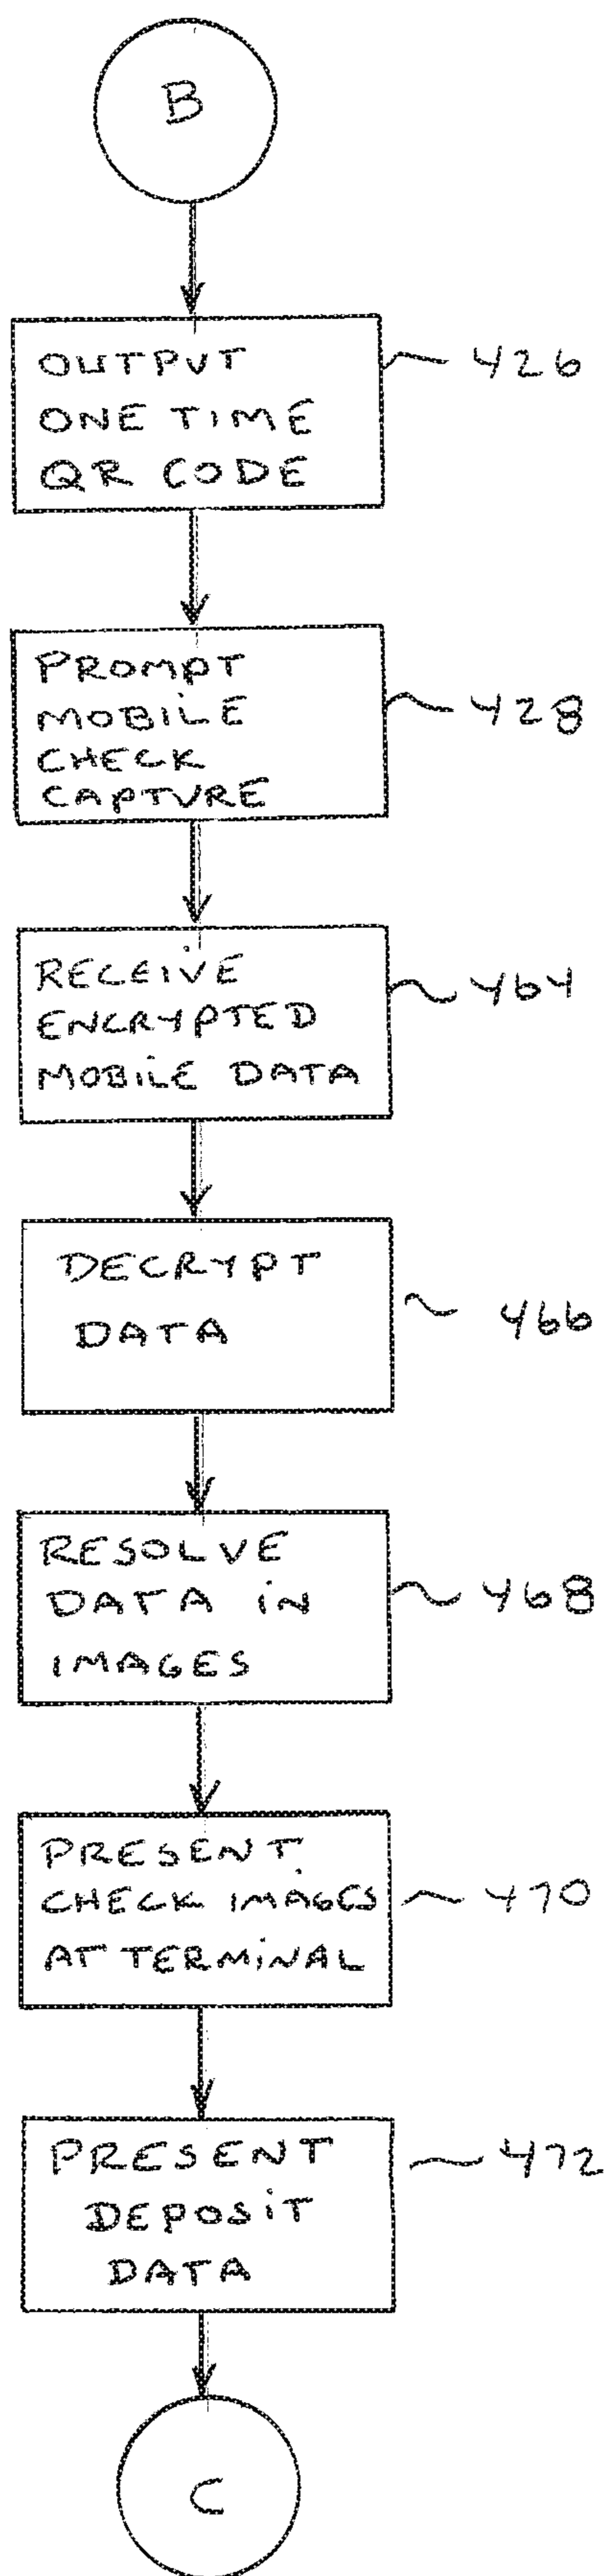 B
OUTPUT
ONE TIME
QR CODE
426
PROMPT
MOBILE
CHECK
CAPTURE
428
RECEIVE
ENCRYPTED
MOBILE DATA
464
DECRYPT
DATA
466
RESOLVE
DATA IN
IMAGES
468
PRESENT
CHECK IMAGES
AT TERMINAL
470
PRESENT
DEPOSIT
DATA
472
C